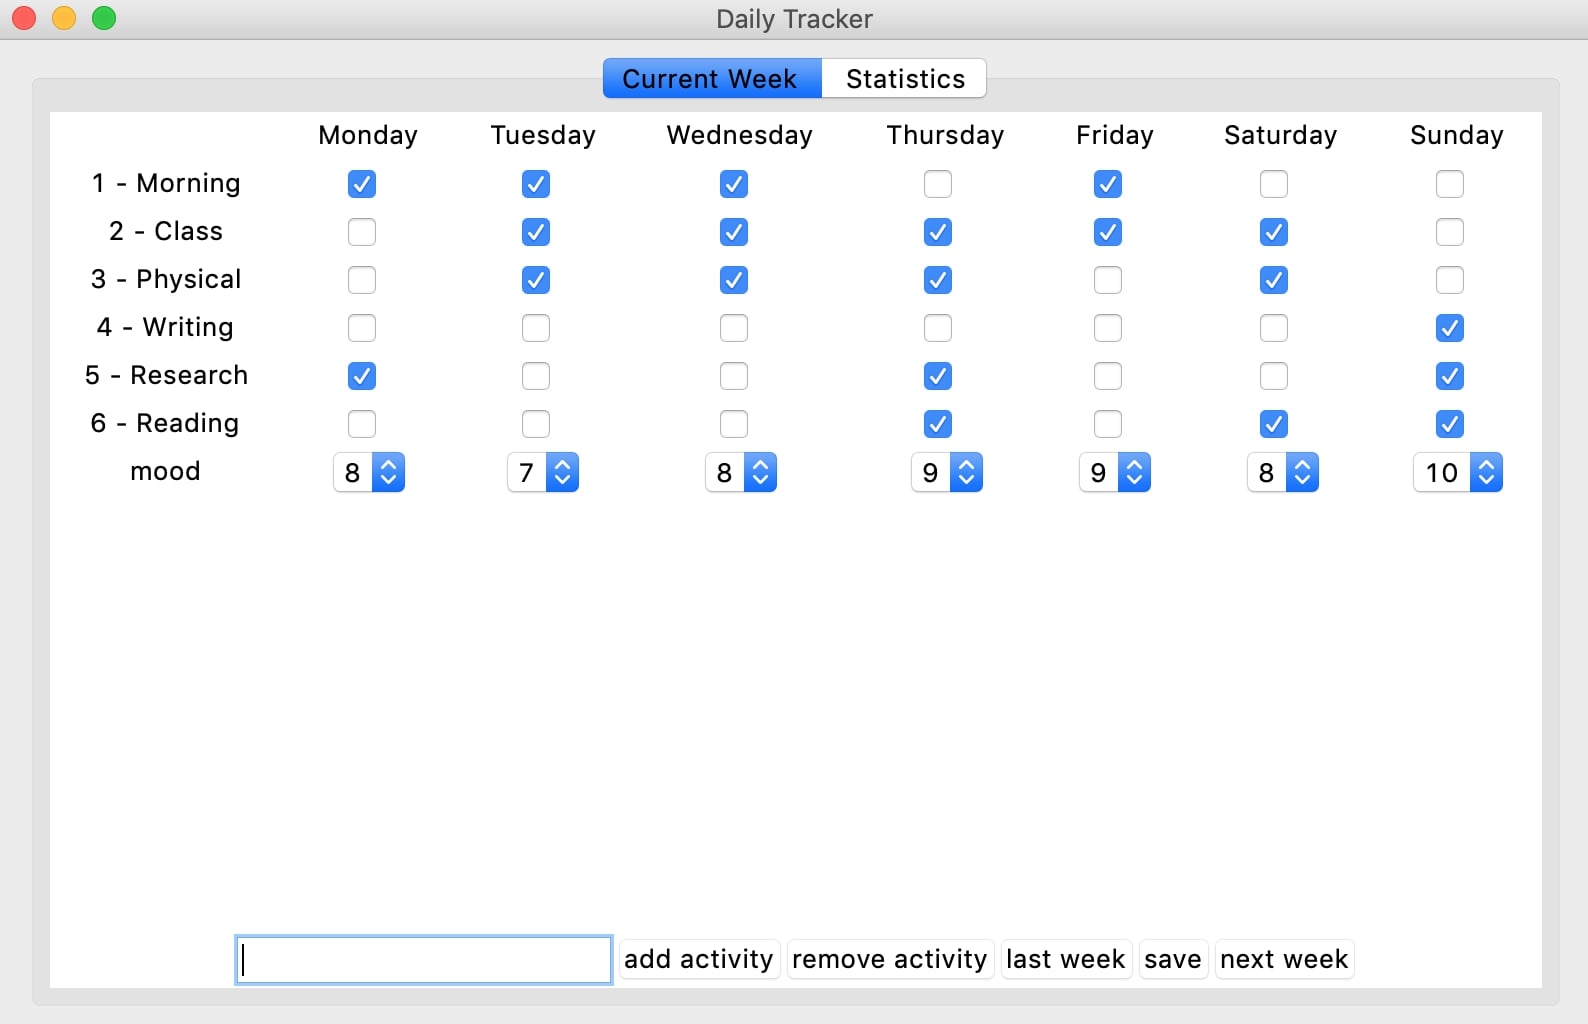 Daily Tracker
Current Week Statistics
Monday Tuesday Wednesday Thursday Friday Saturday Sunday
1 - Morning
2 - Class
3 - Physical
4 - Writing
5 - Research
6 - Reading
mood 8 7 8 9 9 8 10
add activity remove activity last week save next week